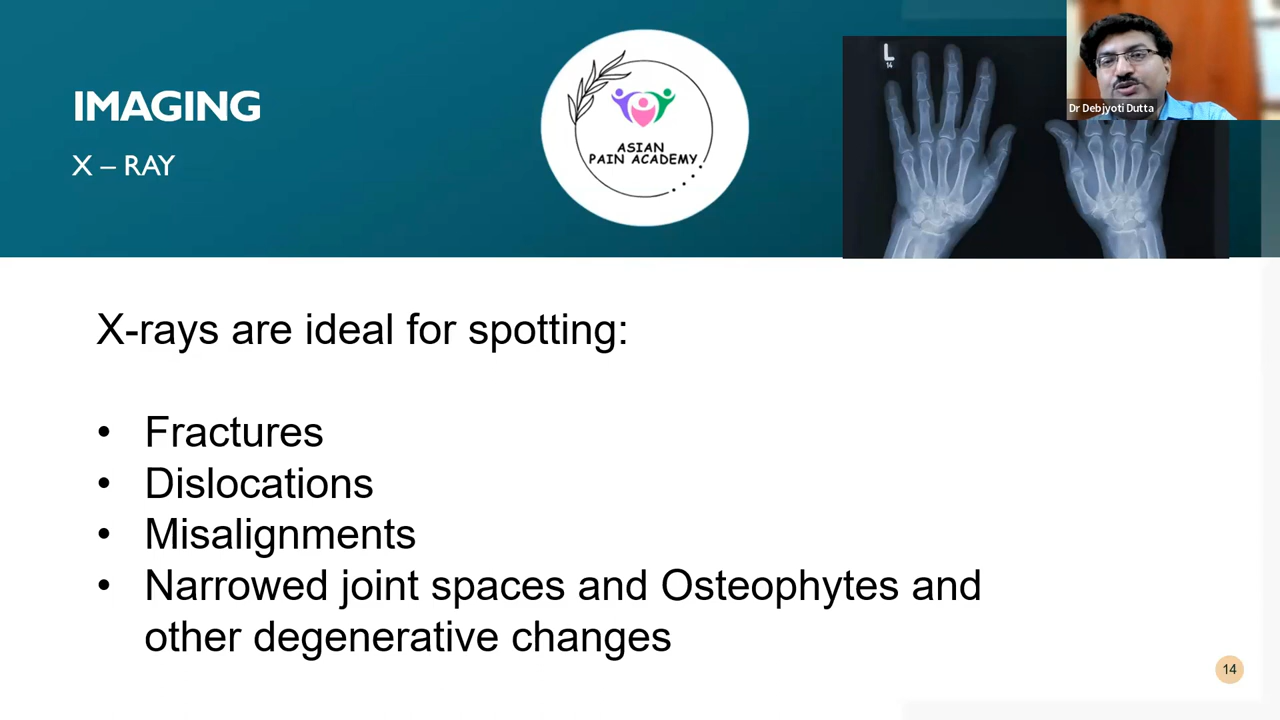 IMAGING
X – RAY
ASIAN
PAIN ACADEMY
L
14
Dr Debjyoti Dutta
X-rays are ideal for spotting:
• Fractures
• Dislocations
• Misalignments
• Narrowed joint spaces and Osteophytes and
other degenerative changes
14